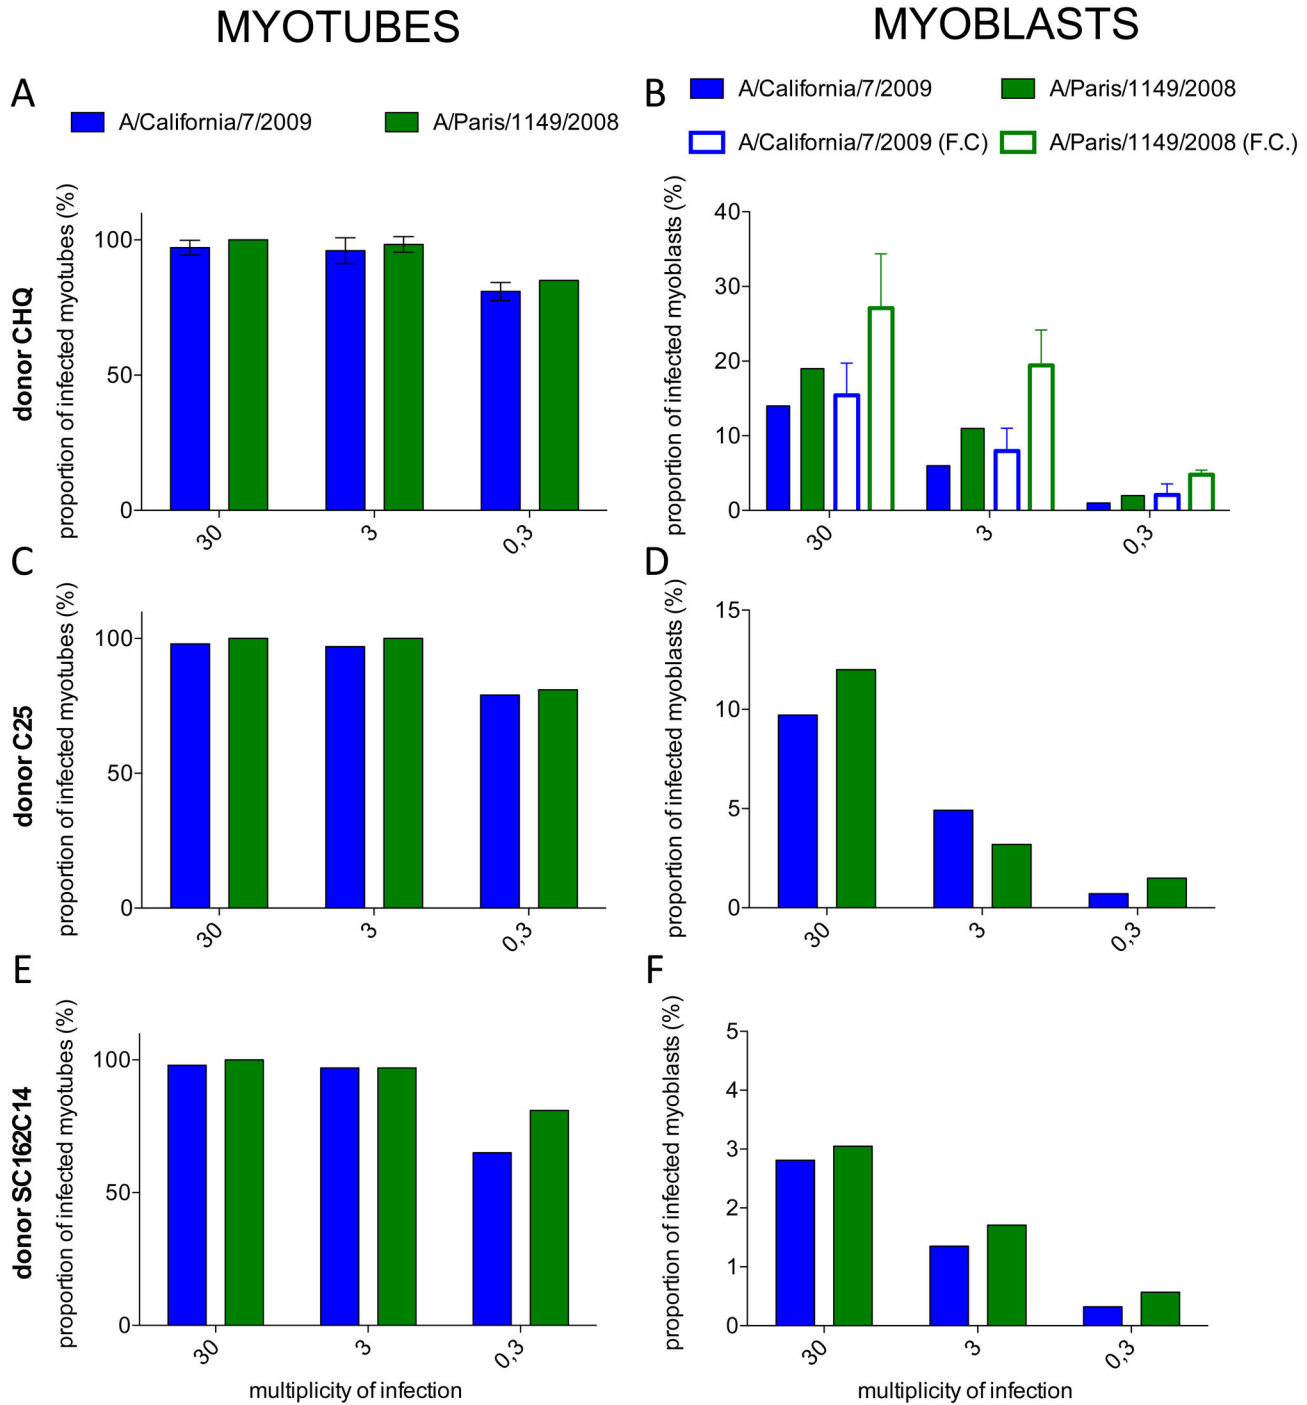 MYOTUBES
MYOBLASTS
A
A/California/7/2009
A/Paris/1149/2008
B
A/California/7/2009
A/Paris/1149/2008
A/California/7/2009 (F.C)
A/Paris/1149/2008 (F.C.)
donor CHQ
proportion of infected myotubes (%)
100
50
0
30
3
0,3
proportion of infected myoblasts (%)
40
30
20
10
0
30
3
0,3
C
donor C25
proportion of infected myotubes (%)
100
50
0
30
3
0,3
D
proportion of infected myoblasts (%)
15
10
5
0
30
3
0,3
E
donor SC162C14
proportion of infected myotubes (%)
100
50
0
30
3
0,3
multiplicity of infection
F
proportion of infected myoblasts (%)
5
4
3
2
1
0
30
3
0,3
multiplicity of infection